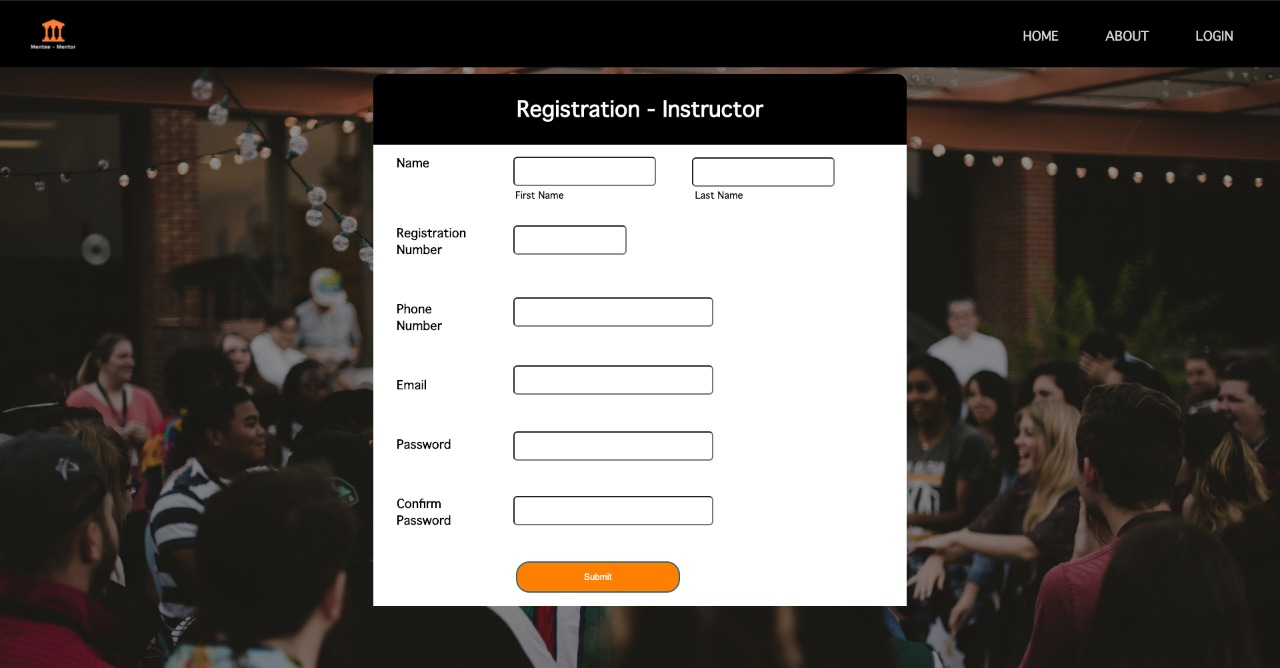 Mentee - Mentor
HOME ABOUT LOGIN
Registration - Instructor
Name
First Name Last Name
Registration
Number
Phone
Number
Email
Password
Confirm
Password
Submit